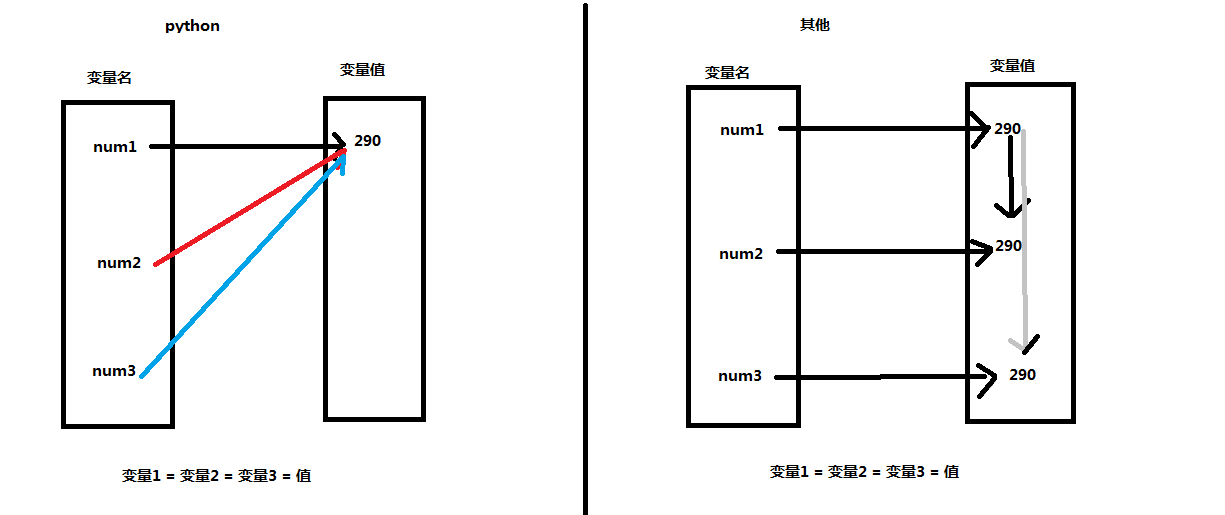 python
变量名
变量值
num1
290
num2
num3
变量1 = 变量2 = 变量3 = 值
其他
变量名
变量值
num1
290
num2
290
num3
290
变量1 = 变量2 = 变量3 = 值